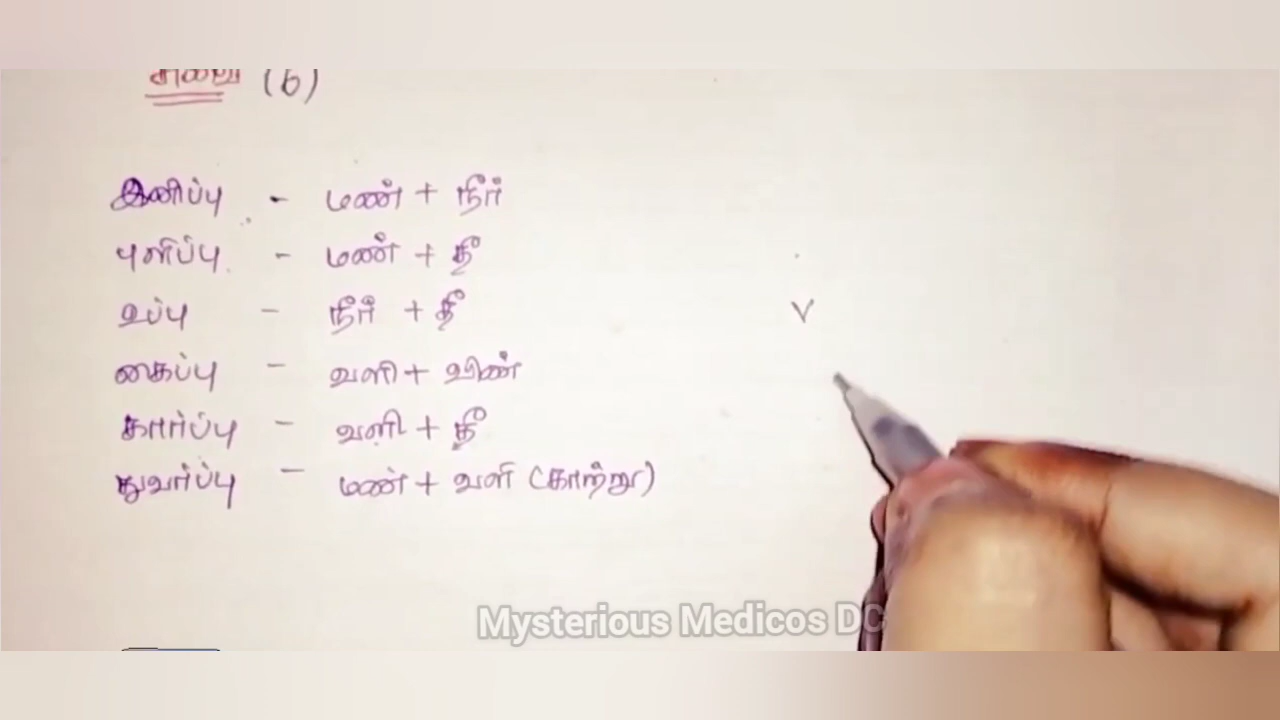 சுவை (6)
இனிப்பு - மண் + நீர்
புளிப்பு - மண் + தீ
உப்பு - நீர் + தீ
கைப்பு - வளி + விண்
கார்ப்பு - வளி + தீ
துவர்ப்பு - மண் + வளி (காற்று)
V
Mysterious Medicos DC